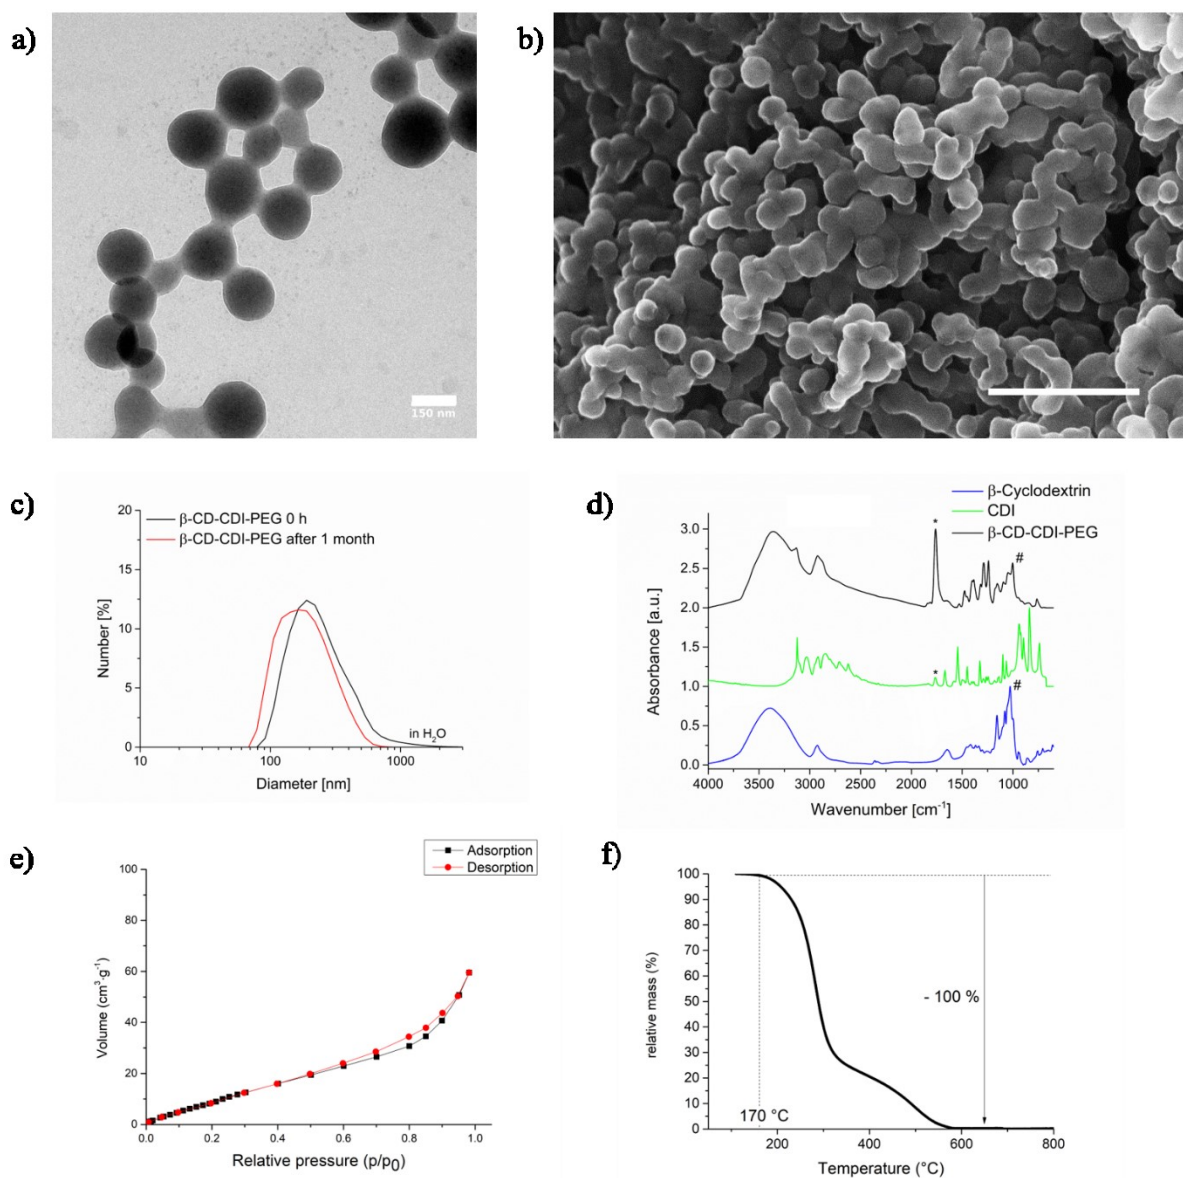 a)
b)
150 nm
c)
β-CD-CDI-PEG 0 h
β-CD-CDI-PEG after 1 month
20
15
10
5
0
Number [%]
in H₂O
10
100
1000
Diameter [nm]
d)
β-Cyclodextrin
CDI
β-CD-CDI-PEG
*
#
*
#
3.0
2.5
2.0
1.5
1.0
0.5
0.0
Absorbance [a.u.]
4000 3500 3000 2500 2000 1500 1000
Wavenumber [cm⁻¹]
e)
Adsorption
Desorption
100
80
60
40
20
0
Volume (cm³·g⁻¹)
0.0 0.2 0.4 0.6 0.8 1.0
Relative pressure (p/p₀)
f)
100
90
80
70
60
50
40
30
20
10
0
relative mass (%)
- 100 %
170 °C
200 400 600 800
Temperature (°C)